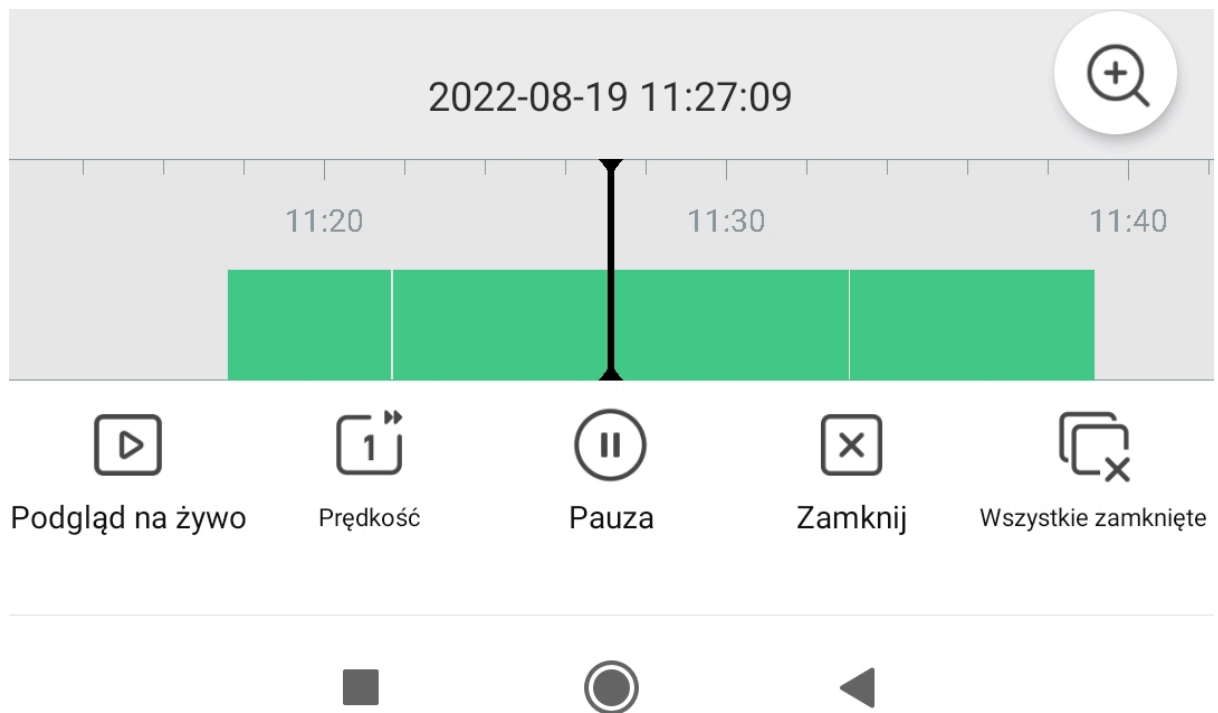 2022-08-19 11:27:09
11:20 11:30 11:40
1
Podgląd na żywo Prędkość Pauza Zamknij Wszystkie zamknięte